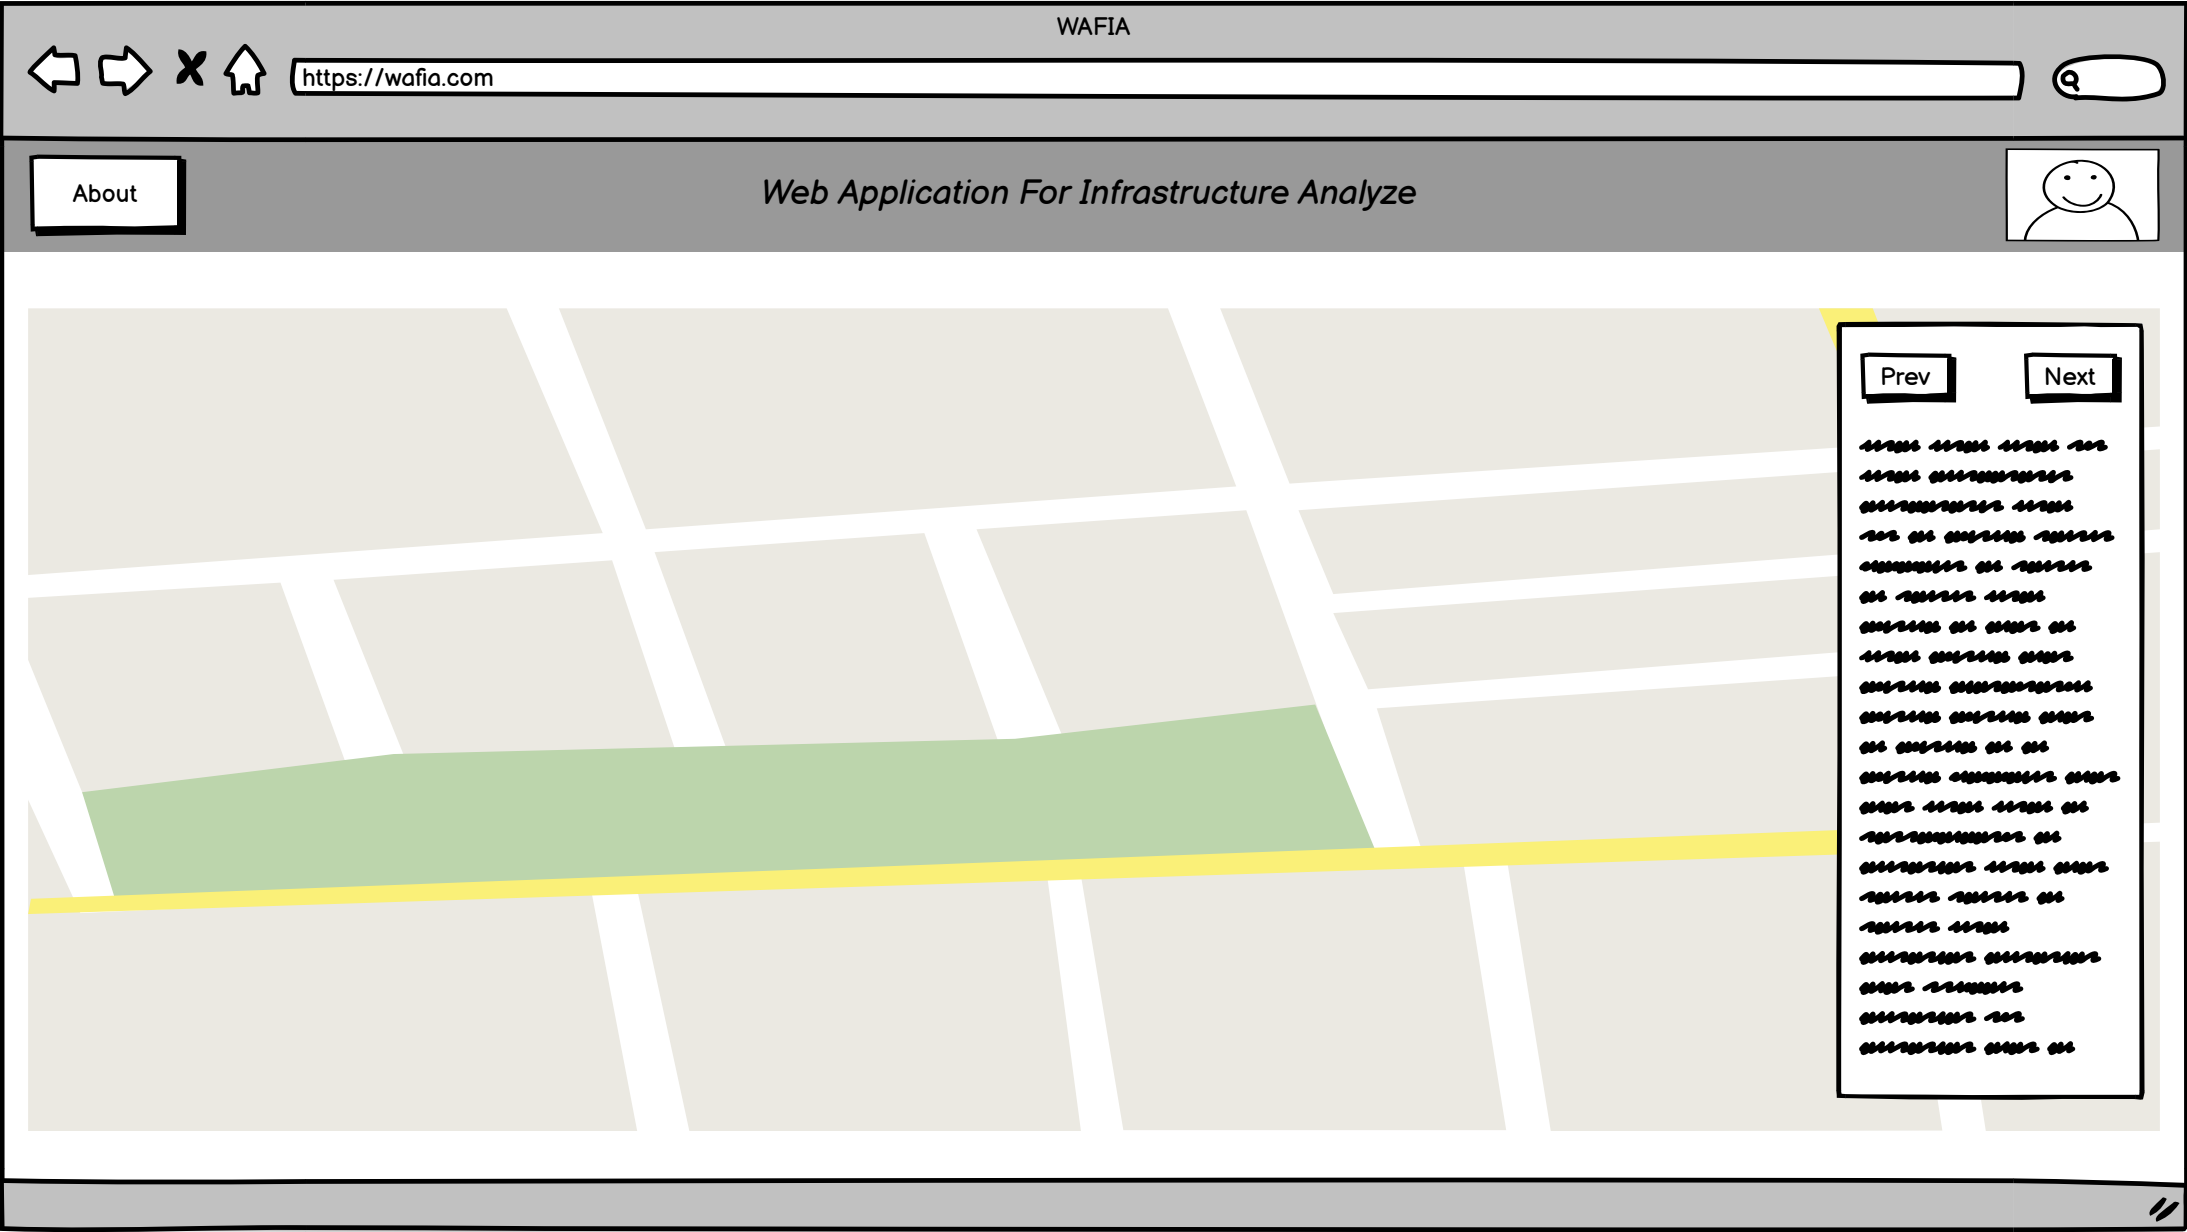 WAFIA
https://wafia.com
About
Web Application For Infrastructure Analyze
Prev
Next